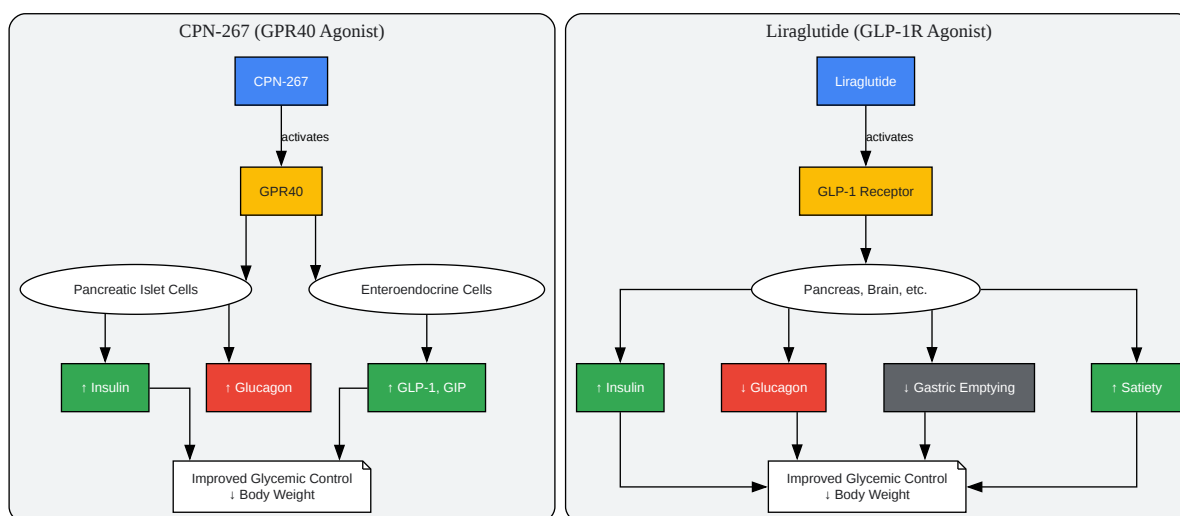 CPN-267 (GPR40 Agonist)
CPN-267
activates
GPR40
Pancreatic Islet Cells
Enteroendocrine Cells
↑ Insulin
↑ Glucagon
↑ GLP-1, GIP
Improved Glycemic Control
↓ Body Weight
Liraglutide (GLP-1R Agonist)
Liraglutide
activates
GLP-1 Receptor
Pancreas, Brain, etc.
↑ Insulin
↓ Glucagon
↓ Gastric Emptying
↑ Satiety
Improved Glycemic Control
↓ Body Weight